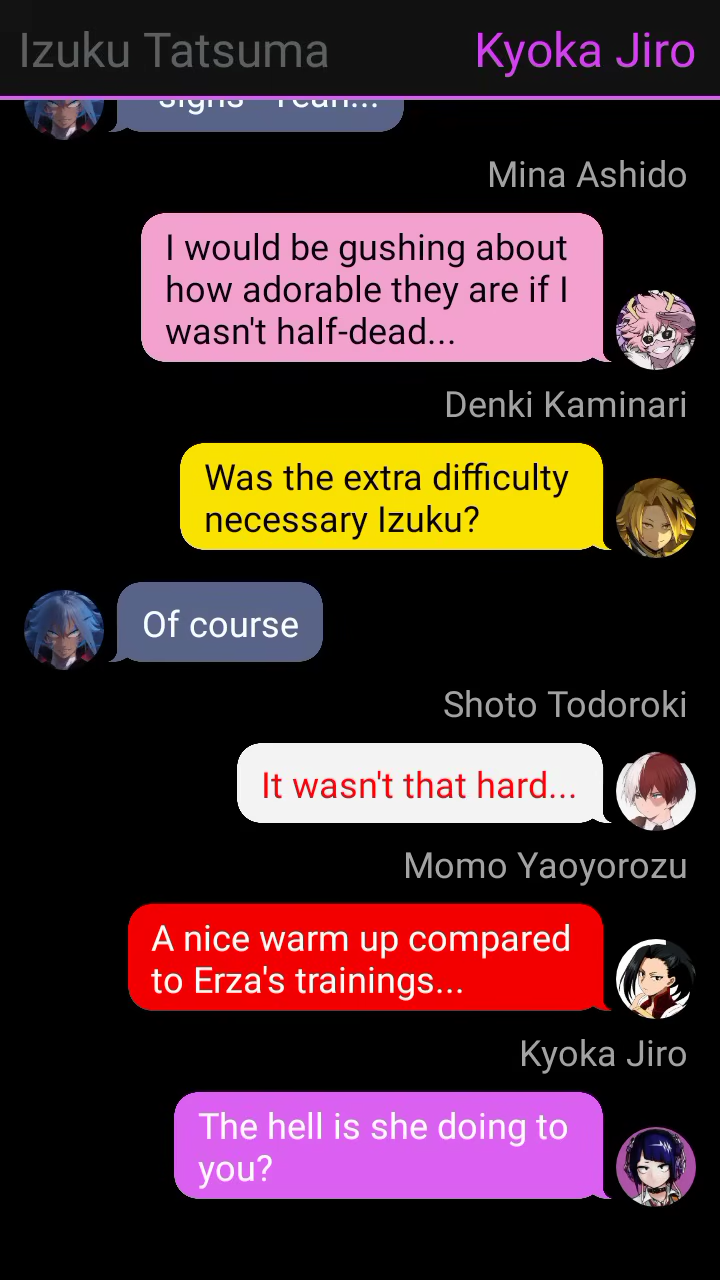 Izuku Tatsuma
Kyoka Jiro
Mina Ashido
I would be gushing about
how adorable they are if I
wasn't half-dead...
Denki Kaminari
Was the extra difficulty
necessary Izuku?
Of course
Shoto Todoroki
It wasn't that hard...
Momo Yaoyorozu
A nice warm up compared
to Erza's trainings...
Kyoka Jiro
The hell is she doing to
you?